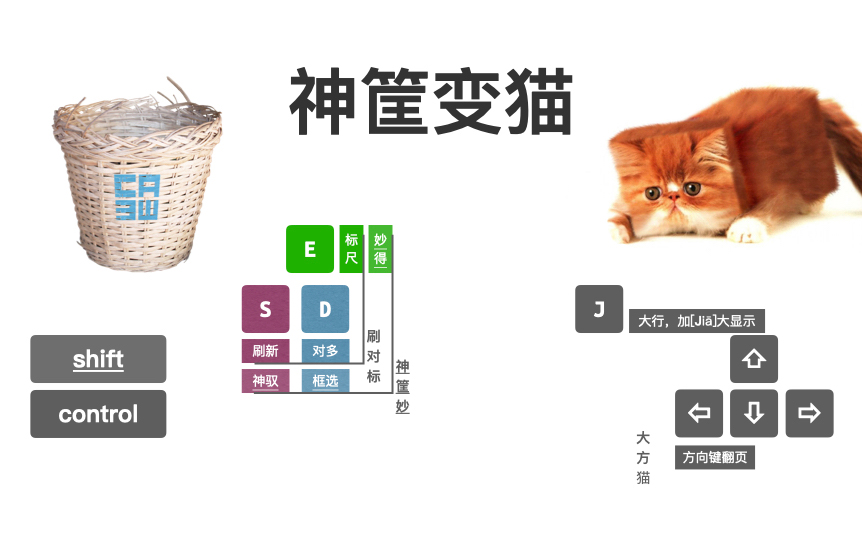 神筐变猫
CA
3W
E
标尺
妙得
S
D
刷新
对多
神驭
框选
刷对标
神筐妙
shift
control
J
大行，加[Jiā]大显示
大方猫
方向键翻页